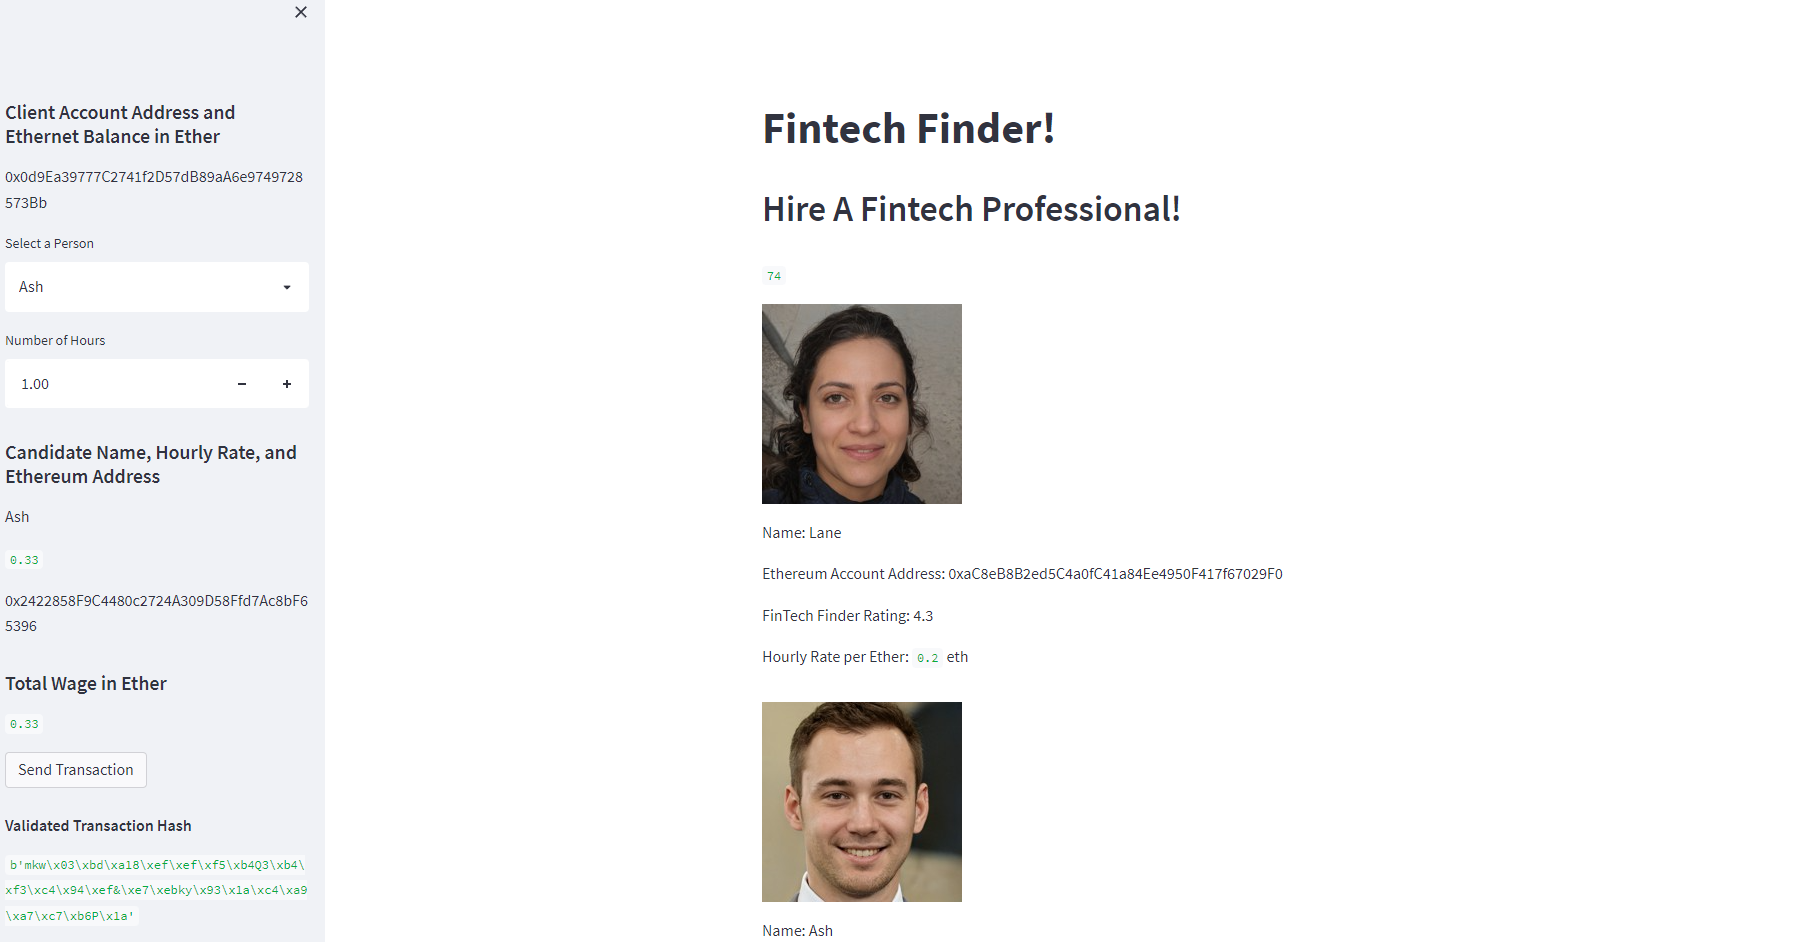 Client Account Address and
Ethernet Balance in Ether
0x0d9Ea39777C2741f2D57dB89aA6e9749728
573Bb
Select a Person
Ash
Number of Hours
1.00
Candidate Name, Hourly Rate, and
Ethereum Address
Ash
0.33
0x2422858F9C4480c2724A309D58Ffd7Ac8bF6
5396
Total Wage in Ether
0.33
Send Transaction
Validated Transaction Hash
b'mkw\x03\xbd\xa18\xef\xef\xf5\xb4Q3\xb4\
xf3\xc4\x94\xef&\xe7\xebky\x93\x1a\xc4\xa9
\xa7\xc7\xb6P\x1a'
Fintech Finder!
Hire A Fintech Professional!
74
Name: Lane
Ethereum Account Address: 0xaC8eB8B2ed5C4a0fC41a84Ee4950F417f67029F0
FinTech Finder Rating: 4.3
Hourly Rate per Ether: 0.2 eth
Name: Ash